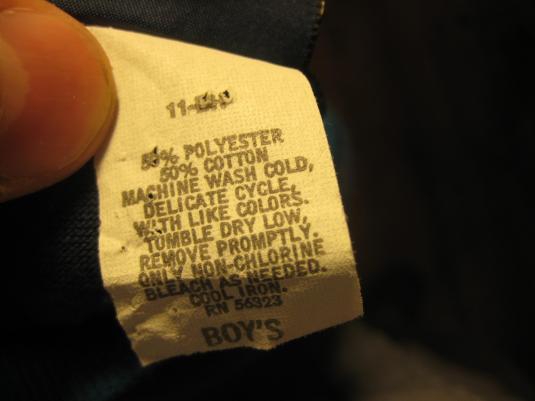 50% POLYESTER
50% COTTON
MACHINE WASH COLD,
DELICATE CYCLE,
WITH LIKE COLORS.
TUMBLE DRY LOW,
REMOVE PROMPTLY.
ONLY NON-CHLORINE
BLEACH AS NEEDED.
COOL IRON.
RN 56323
BOY'S